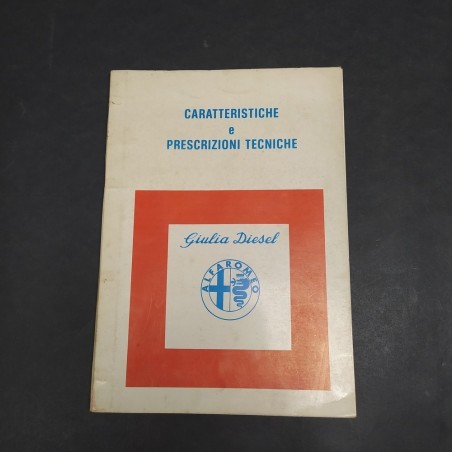 CARATTERISTICHE
e
PRESCRIZIONI TECNICHE
Giulia Diesel
ALFA ROMEO